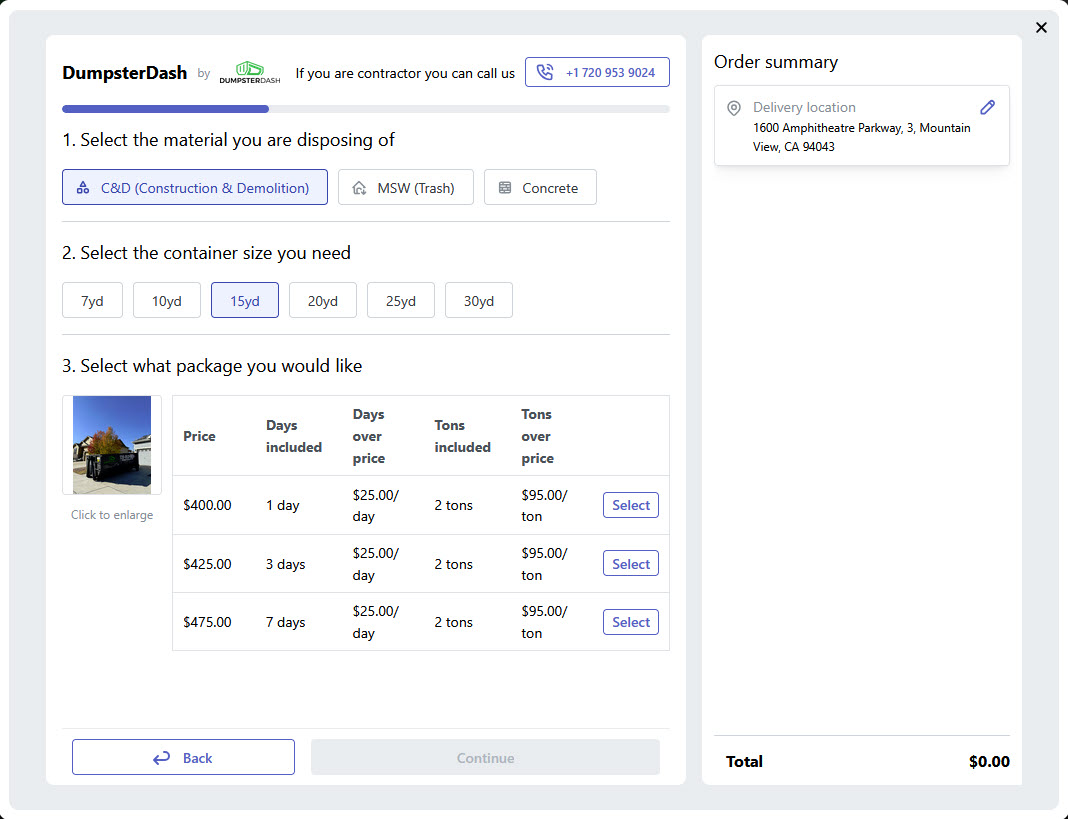 DumpsterDash by DUMPSTERDASH If you are contractor you can call us +1 720 953 9024
1. Select the material you are disposing of
C&D (Construction & Demolition) MSW (Trash) Concrete
2. Select the container size you need
7yd 10yd 15yd 20yd 25yd 30yd
3. Select what package you would like
Click to enlarge
Price Days included Days over price Tons included Tons over price
$400.00 1 day $25.00/ day 2 tons $95.00/ ton Select
$425.00 3 days $25.00/ day 2 tons $95.00/ ton Select
$475.00 7 days $25.00/ day 2 tons $95.00/ ton Select
Back Continue
Order summary
Delivery location
1600 Amphitheatre Parkway, 3, Mountain
View, CA 94043
Total $0.00